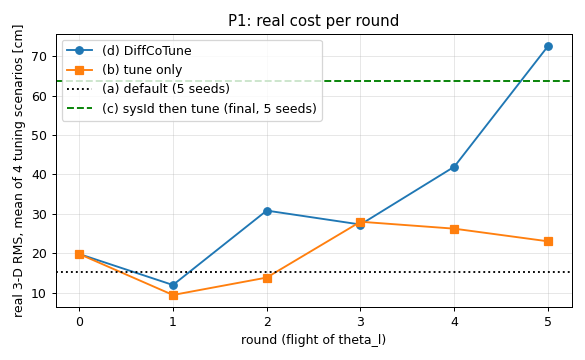 P1: real cost per round
real 3-D RMS, mean of 4 tuning scenarios [cm]
70
60
50
40
30
20
10
(d) DiffCoTune
(b) tune only
(a) default (5 seeds)
(c) sysId then tune (final, 5 seeds)
0 1 2 3 4 5
round (flight of theta_l)